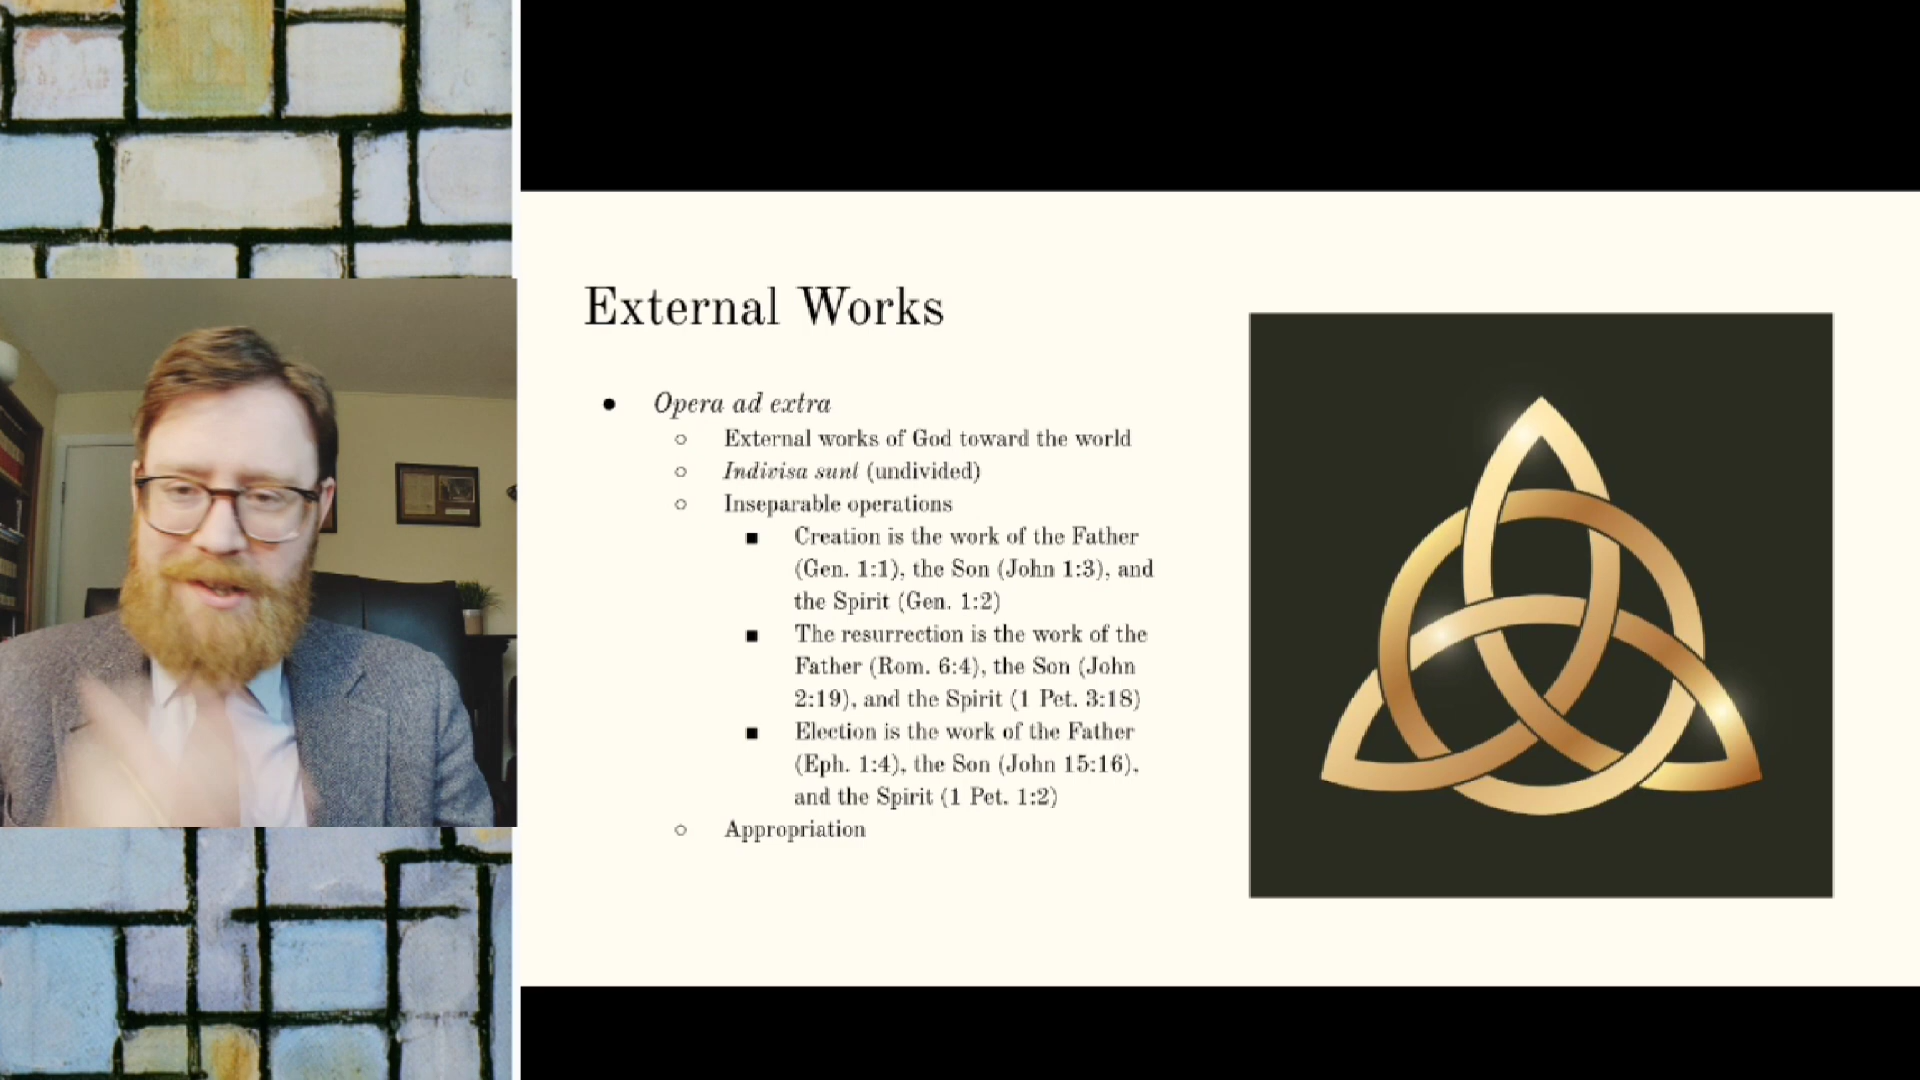 External Works
● Opera ad extra
○ External works of God toward the world
○ Indivisa sunt (undivided)
○ Inseparable operations
■ Creation is the work of the Father
(Gen. 1:1), the Son (John 1:3), and
the Spirit (Gen. 1:2)
■ The resurrection is the work of the
Father (Rom. 6:4), the Son (John
2:19), and the Spirit (1 Pet. 3:18)
■ Election is the work of the Father
(Eph. 1:4), the Son (John 15:16),
and the Spirit (1 Pet. 1:2)
○ Appropriation